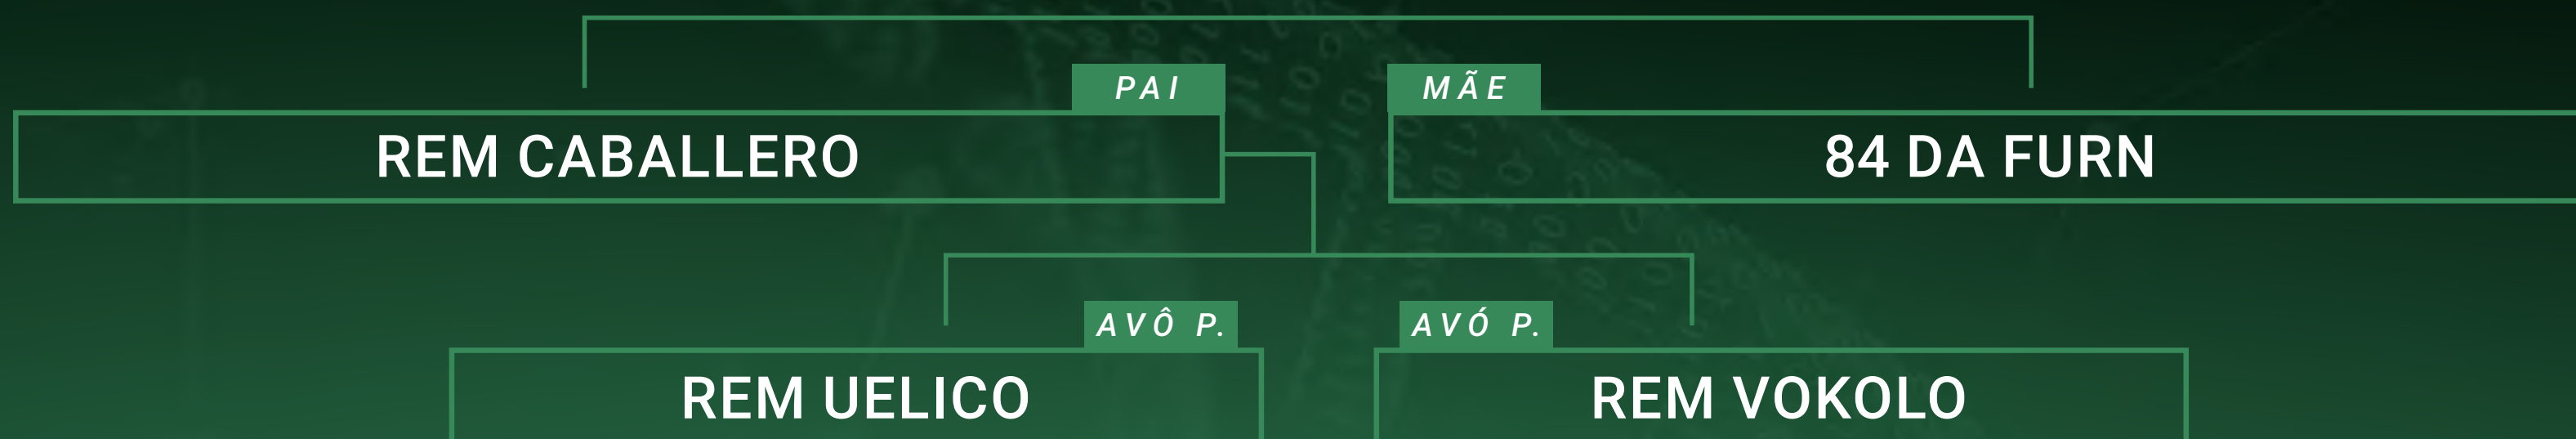 PAI
MÃE
REM CABALLERO
84 DA FURN
AVÔ P.
AVÓ P.
REM UELICO
REM VOKOLO